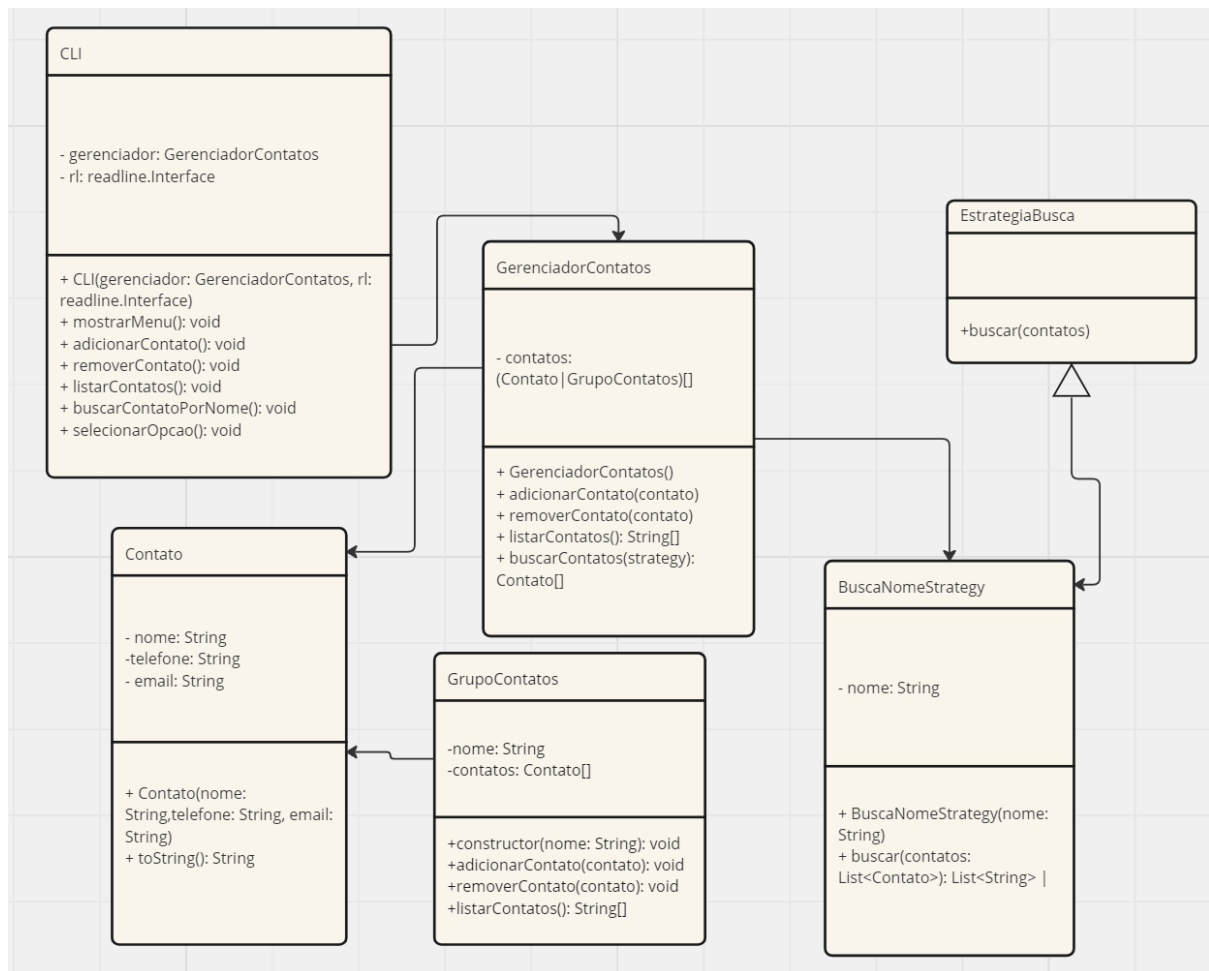 CLI
- gerenciador: GerenciadorContatos
- rl: readline.Interface
+ CLI(gerenciador: GerenciadorContatos, rl:
readline.Interface)
+ mostrarMenu(): void
+ adicionarContato(): void
+ removerContato(): void
+ listarContatos(): void
+ buscarContatoPorNome(): void
+ selecionarOpcao(): void
GerenciadorContatos
- contatos:
(Contato|GrupoContatos)[]
+ GerenciadorContatos()
+ adicionarContato(contato)
+ removerContato(contato)
+ listarContatos(): String[]
+ buscarContatos(strategy):
Contato[]
EstrategiaBusca
+buscar(contatos)
Contato
- nome: String
-telefone: String
- email: String
+ Contato(nome:
String,telefone: String, email:
String)
+ toString(): String
GrupoContatos
-nome: String
-contatos: Contato[]
+constructor(nome: String): void
+adicionarContato(contato): void
+removerContato(contato): void
+listarContatos(): String[]
BuscaNomeStrategy
- nome: String
+ BuscaNomeStrategy(nome:
String)
+ buscar(contatos:
List<Contato>): List<String> |